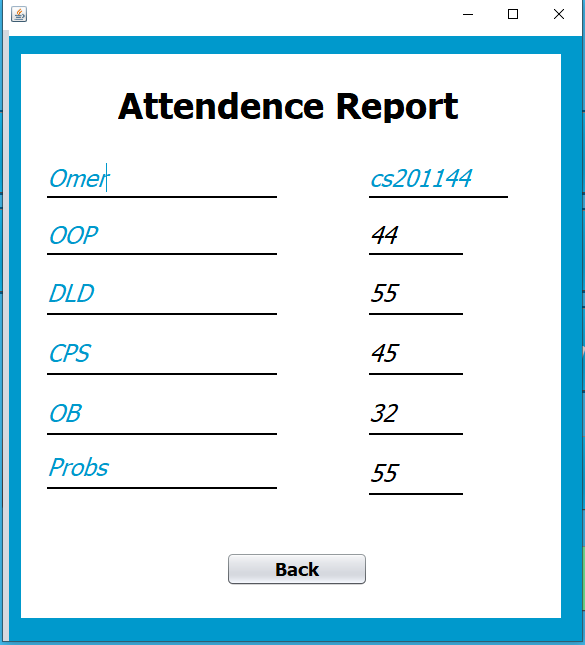 Attendence Report
Omer cs201144
OOP 44
DLD 55
CPS 45
OB 32
Probs 55
Back